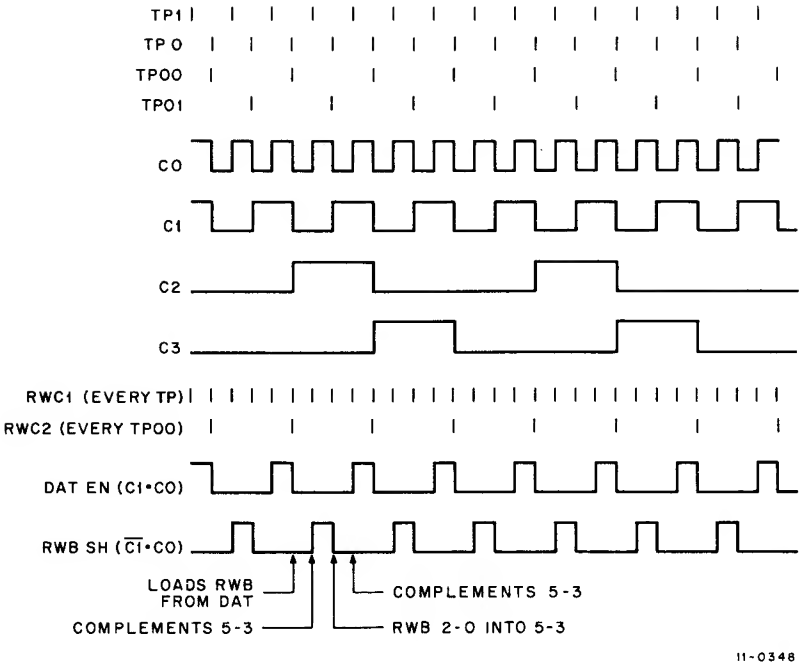 TP1
TP0
TP00
TP01
C0
C1
C2
C3
RWC1 (EVERY TP)
RWC2 (EVERY TP00)
DAT EN (C1•C0)
RWB SH (C̅1̅•C0)
LOADS RWB
FROM DAT
COMPLEMENTS 5-3
COMPLEMENTS 5-3
RWB 2-0 INTO 5-3
11-0348